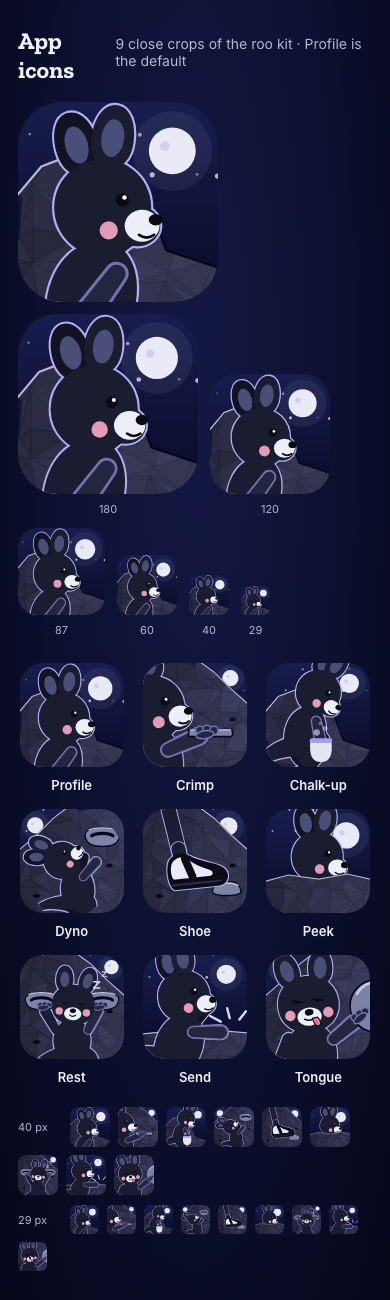 App
icons
9 close crops of the roo kit · Profile is
the default
180
120
87
60
40
29
Profile
Crimp
Chalk-up
Dyno
Shoe
Peek
z
z
Rest
Send
Tongue
40 px
29 px